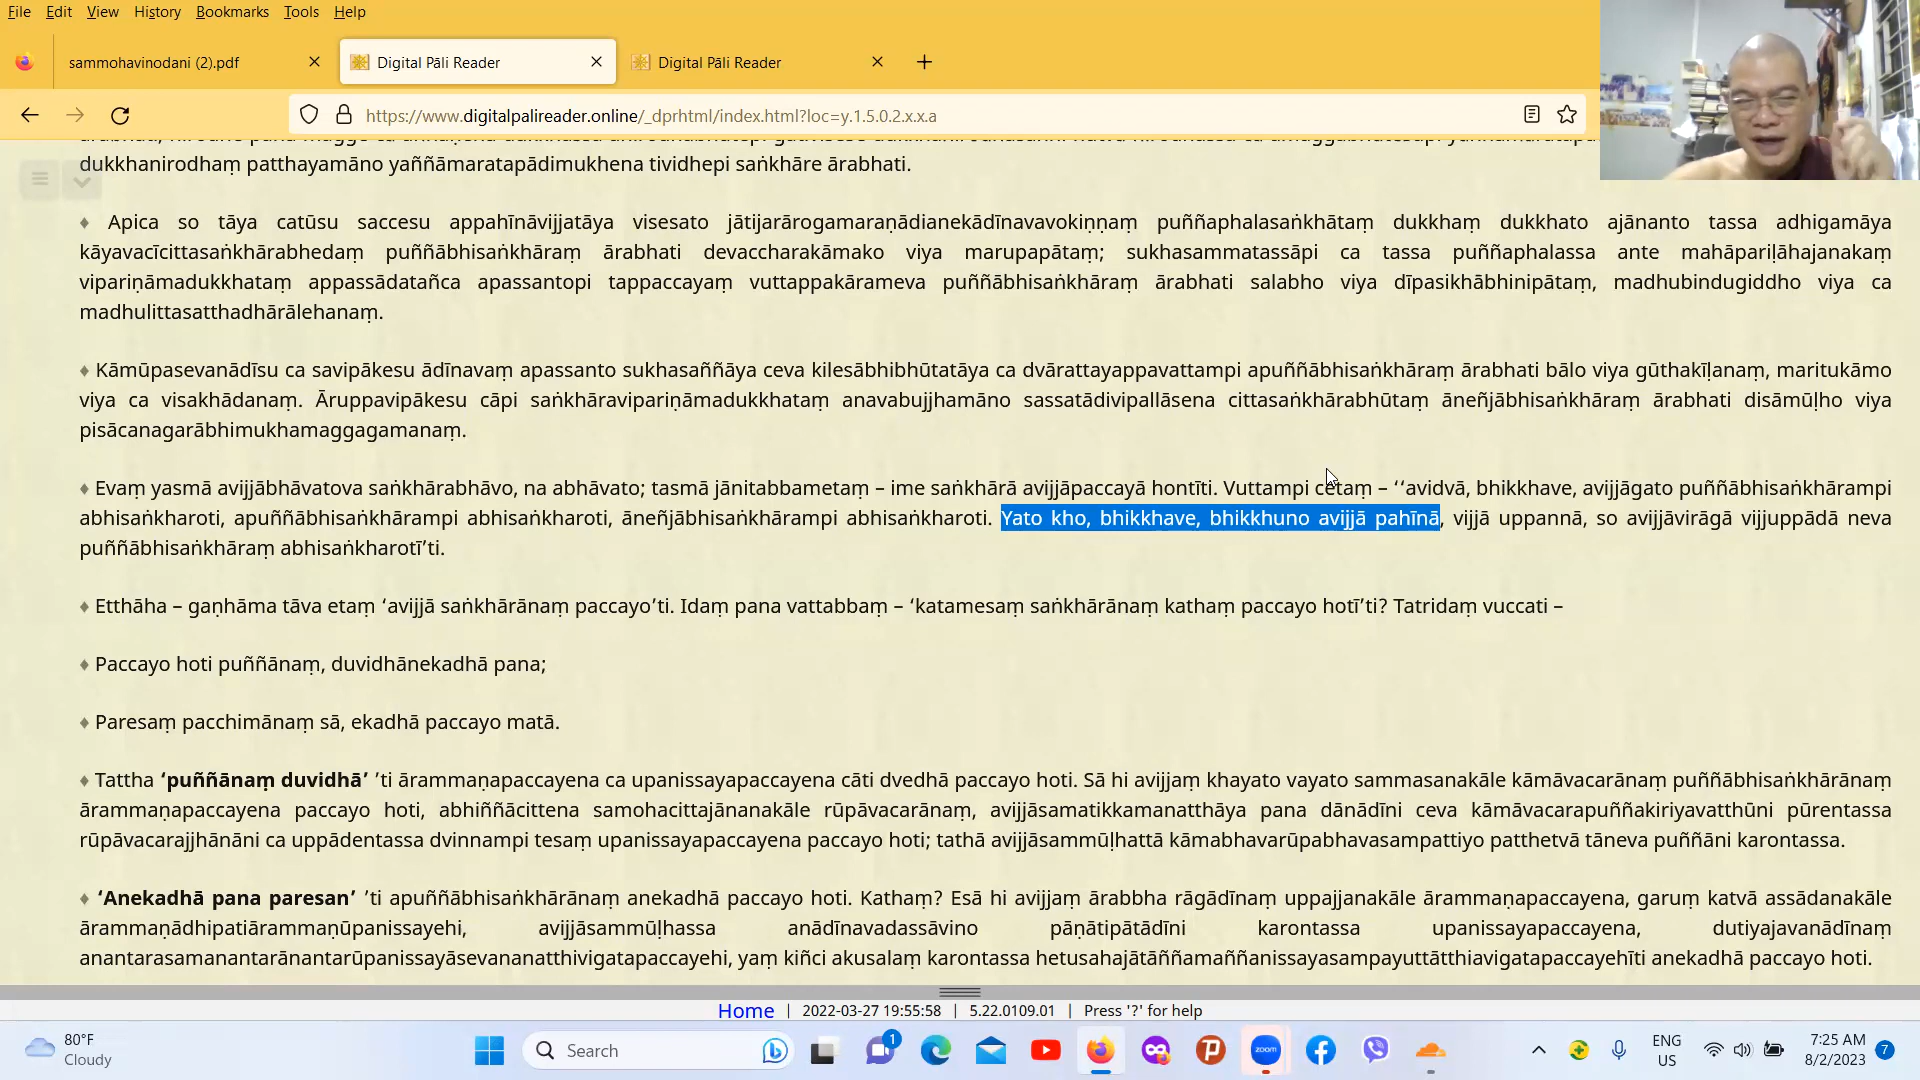 File Edit View History Bookmarks Tools Help
sammohavinodani (2).pdf
Digital Pāli Reader
Digital Pāli Reader
https://www.digitalpalireader.online/_dprhtml/index.html?loc=y.1.5.0.2.x.x.a
dukkhanirodhaṃ patthayamāno yaññāmaratapādimukhena tividhepi saṅkhāre ārabhati.
♦ Apica so tāya catūsu saccesu appahīnāvijjatāya visesato jātijarārogamaraṇādianekādīnavavokiṇṇaṃ puññaphalasaṅkhātaṃ dukkhaṃ dukkhato ajānanto tassa adhigamāya
kāyavacīcittasaṅkhārabhedaṃ puññābhisaṅkhāraṃ ārabhati devaccharakāmako viya marupapātaṃ; sukhasammatassāpi ca tassa puññaphalassa ante mahāpariḷāhajanakaṃ
vipariṇāmadukkhataṃ appassādatañca apassantopi tappaccayaṃ vuttappakārameva puññābhisaṅkhāraṃ ārabhati salabho viya dīpasikhābhinipātaṃ, madhubindugiddho viya ca
madhulittasatthadhārālehanaṃ.
♦ Kāmūpasevanādīsu ca savipākesu ādīnavaṃ apassanto sukhasaññāya ceva kilesābhibhūtatāya ca dvārattayappavattampi apuññābhisaṅkhāraṃ ārabhati bālo viya gūthakīḷanaṃ, maritukāmo
viya ca visakhādanaṃ. Āruppavipākesu cāpi saṅkhāravipariṇāmadukkhataṃ anavabujjhamāno sassatādivipallāsena cittasaṅkhārabhūtaṃ āneñjābhisaṅkhāraṃ ārabhati disāmūḷho viya
pisācanagarābhimukhamaggagamanaṃ.
♦ Evaṃ yasmā avijjābhāvatova saṅkhārabhāvo, na abhāvato; tasmā jānitabbametaṃ – ime saṅkhārā avijjāpaccayā hontīti. Vuttampi cetaṃ – ‘‘avidvā, bhikkhave, avijjāgato puññābhisaṅkhārampi
abhisaṅkharoti, apuññābhisaṅkhārampi abhisaṅkharoti, āneñjābhisaṅkhārampi abhisaṅkharoti. Yato kho, bhikkhave, bhikkhuno avijjā pahīnā, vijjā uppannā, so avijjāvirāgā vijjuppādā neva
puññābhisaṅkhāraṃ abhisaṅkharotī’ti.
♦ Etthāha – gaṇhāma tāva etaṃ ‘avijjā saṅkhārānaṃ paccayo’ti. Idaṃ pana vattabbaṃ – ‘katamesaṃ saṅkhārānaṃ kathaṃ paccayo hotī’ti? Tatridaṃ vuccati –
♦ Paccayo hoti puññānaṃ, duvidhānekadhā pana;
♦ Paresaṃ pacchimānaṃ sā, ekadhā paccayo matā.
♦ Tattha ‘puññānaṃ duvidhā’ ’ti ārammaṇapaccayena ca upanissayapaccayena cāti dvedhā paccayo hoti. Sā hi avijjaṃ khayato vayato sammasanakāle kāmāvacarānaṃ puññābhisaṅkhārānaṃ
ārammaṇapaccayena paccayo hoti, abhiññācittena samohacittajānanakāle rūpāvacarānaṃ, avijjāsamatikkamanatthāya pana dānādīni ceva kāmāvacarapuññakiriyavatthūni pūrentassa
rūpāvacarajjhānāni ca uppādentassa dvinnampi tesaṃ upanissayapaccayena paccayo hoti; tathā avijjāsammūḷhattā kāmabhavarūpabhavasampattiyo patthetvā tāneva puññāni karontassa.
♦ ‘Anekadhā pana paresan’ ’ti apuññābhisaṅkhārānaṃ anekadhā paccayo hoti. Kathaṃ? Esā hi avijjaṃ ārabbha rāgādīnaṃ uppajjanakāle ārammaṇapaccayena, garuṃ katvā assādanakāle
ārammaṇādhipatiārammaṇūpanissayehi, avijjāsammūḷhassa anādīnavadassāvino pāṇātipātādīni karontassa upanissayapaccayena, dutiyajavanādīnaṃ
anantarasamanantarānantarūpanissayāsevananatthivigatapaccayehi, yaṃ kiñci akusalaṃ karontassa hetusahajātāññamaññanissayasampayuttātthiavigatapaccayehīti anekadhā paccayo hoti.
Home | 2022-03-27 19:55:58 | 5.22.0109.01 | Press '?' for help
80°F
Cloudy
Search
1
zoom
ENG
US
7:25 AM
8/2/2023
7